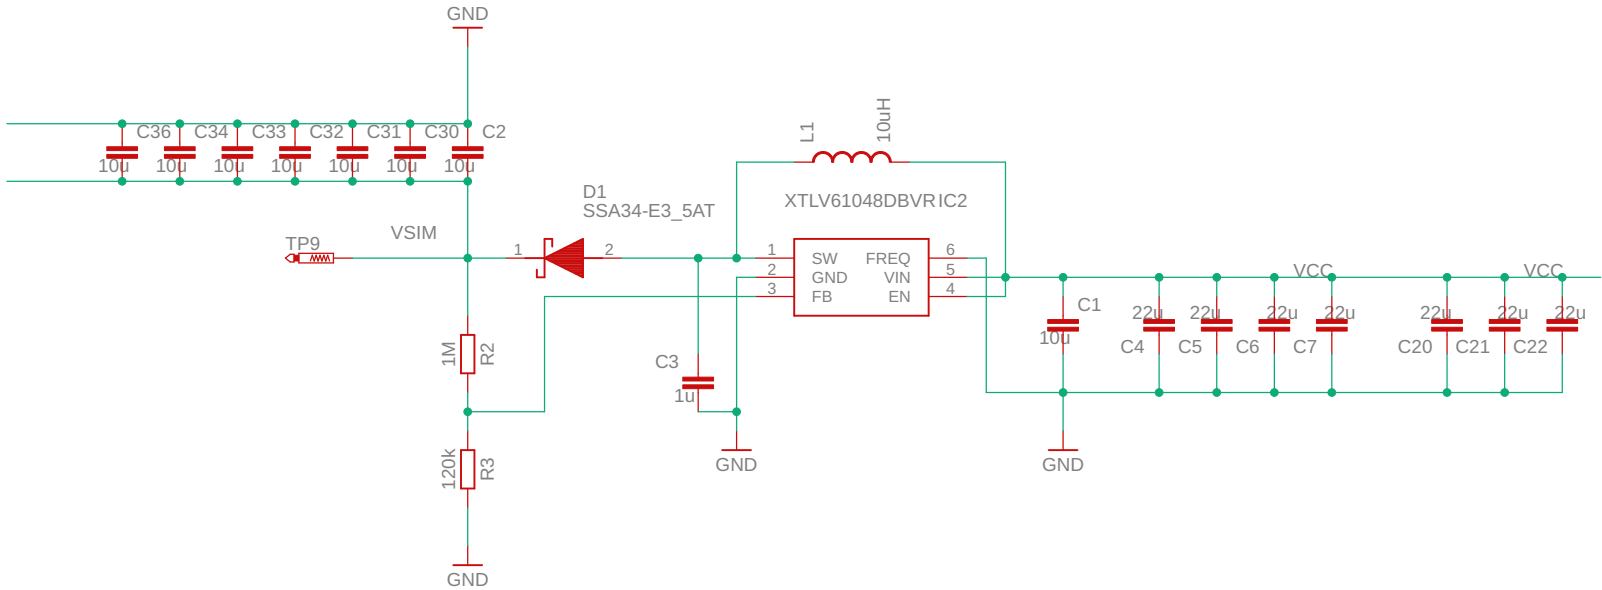 GND
C36 C34 C33 C32 C31 C30 C2
10u 10u 10u 10u 10u 10u 10u
L1
10uH
D1
SSA34-E3_5AT
XTLV61048DBVR IC2
VSIM
TP9
1 2
1 SW FREQ 6
2 GND VIN 5
3 FB EN 4
VCC VCC
C1
10u
22u 22u 22u 22u 22u 22u 22u
C4 C5 C6 C7 C20 C21 C22
1M
R2
C3
1u
120k
R3
GND
GND
GND